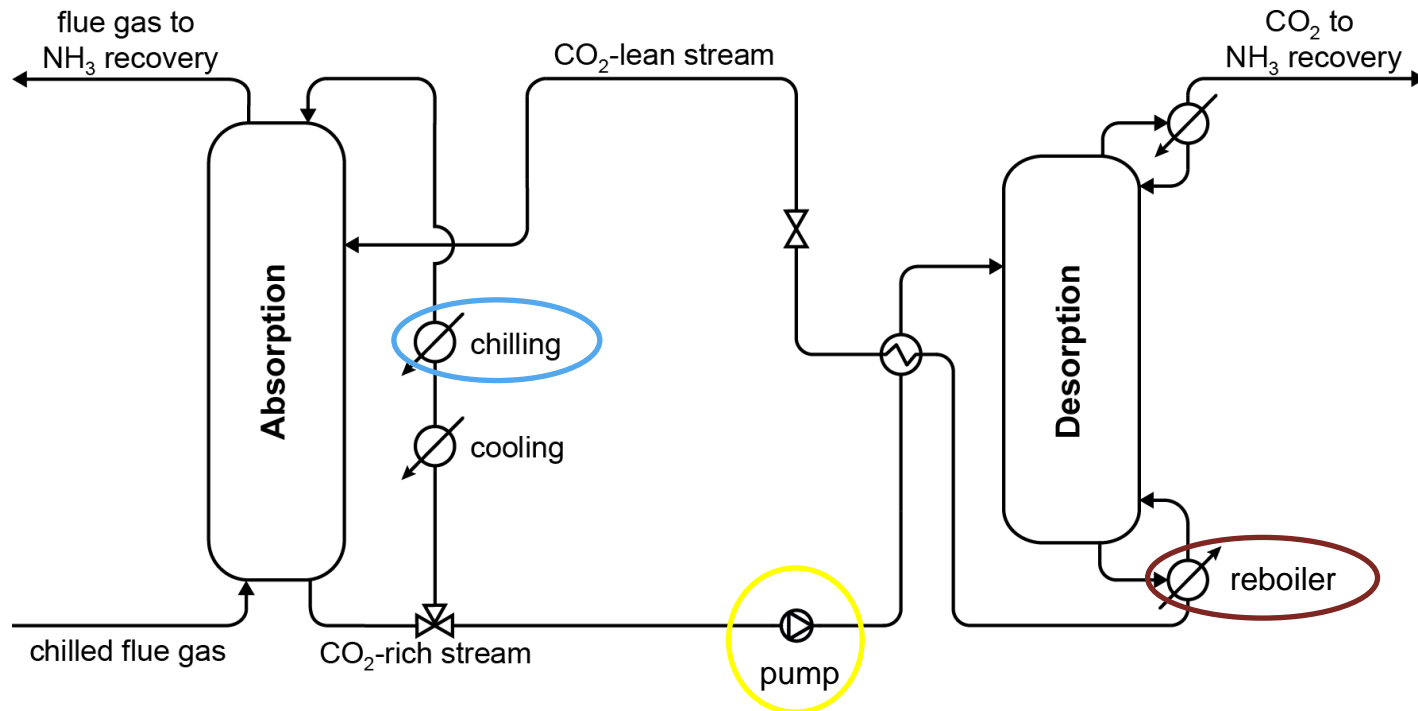 flue gas to
NH₃ recovery
CO₂-lean stream
CO₂ to
NH₃ recovery
Absorption
chilling
cooling
Desorption
reboiler
chilled flue gas
CO₂-rich stream
pump